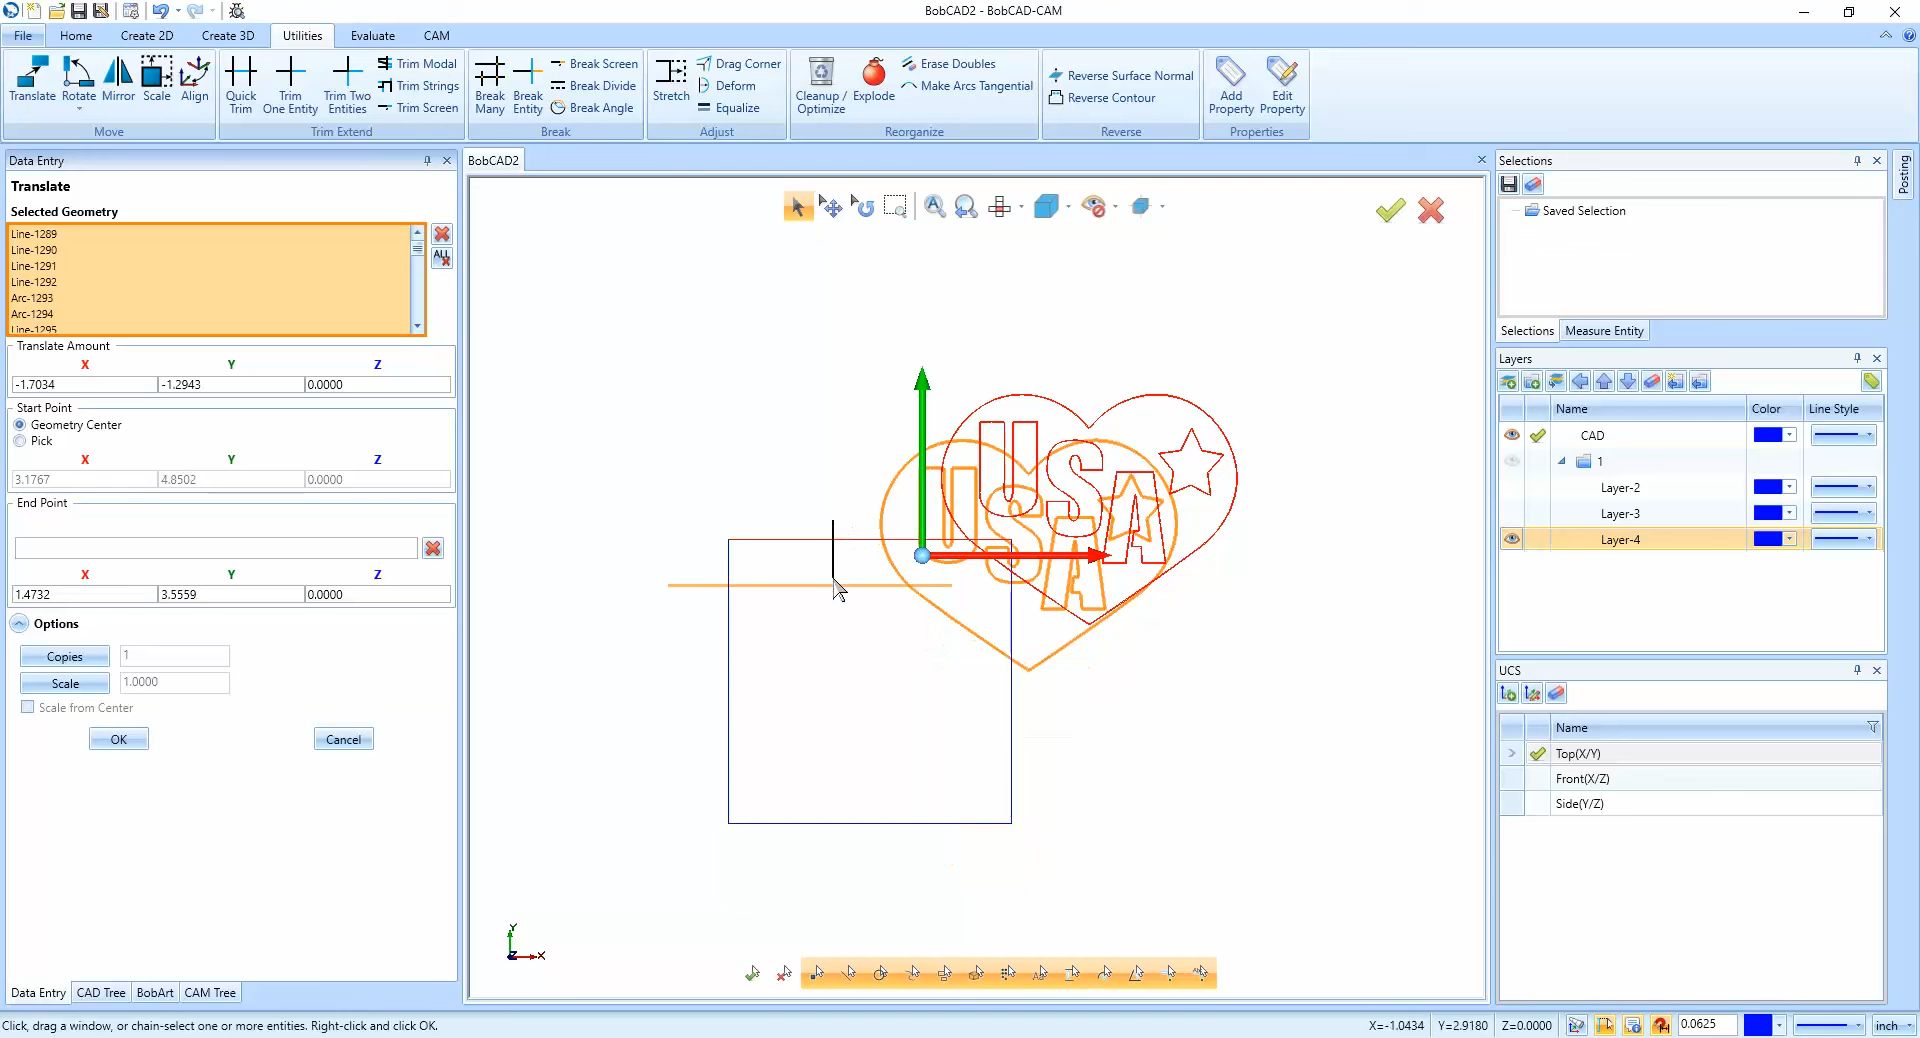 BobCAD2 - BobCAD-CAM
File Home Create 2D Create 3D Utilities Evaluate CAM
Translate Rotate Mirror Scale Align
Move
Quick Trim
Trim One Entity
Trim Two Entities
Trim Modal
Trim Strings
Trim Screen
Trim Extend
Break Many
Break Entity
Break Screen
Break Divide
Break Angle
Break
Stretch
Drag Corner
Deform
Equalize
Adjust
Cleanup / Optimize
Explode
Erase Doubles
Make Arcs Tangential
Reorganize
Reverse Surface Normal
Reverse Contour
Reverse
Add Property
Edit Property
Properties
Data Entry
Translate
Selected Geometry
Line-1289
Line-1290
Line-1291
Line-1292
Arc-1293
Arc-1294
Line-1295
ALL
Translate Amount
X Y Z
-1.7034 -1.2943 0.0000
Start Point
Geometry Center
Pick
X Y Z
3.1767 4.8502 0.0000
End Point
X Y Z
1.4732 3.5559 0.0000
Options
Copies 1
Scale 1.0000
Scale from Center
OK Cancel
Data Entry CAD Tree BobArt CAM Tree
BobCAD2
USA
USA
Y
Z X
Selections
Saved Selection
Selections Measure Entity
Posting
Layers
Name Color Line Style
CAD
1
Layer-2
Layer-3
Layer-4
UCS
Name
Top(X/Y)
Front(X/Z)
Side(Y/Z)
Click, drag a window, or chain-select one or more entities. Right-click and click OK.
X=-1.0434 Y=2.9180 Z=0.0000 0.0625 inch